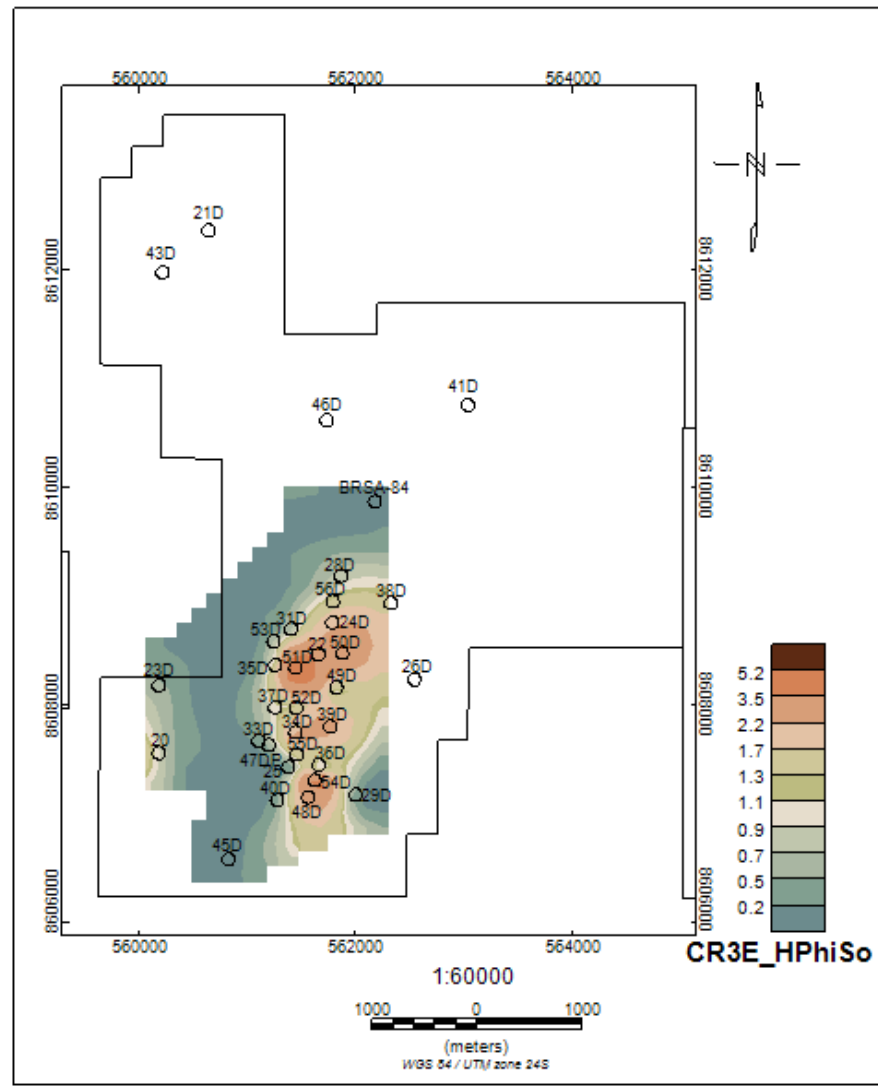 560000 562000 564000
N
21D
8612000 43D 8612000
41D
46D
8610000 BRSA-84 8610000
28D
56D 38D
31D 24D
53D 22 50D
35D 51D
23D 26D
49D
8608000 37D 52D 8608000
34D 39D
33D
20 55D
47DP 36D
25
54D
40D 29D
48D
45D
8606000 8606000
560000 562000 564000
5.2
3.5
2.2
1.7
1.3
1.1
0.9
0.7
0.5
0.2
CR3E_HPhiSo
1:60000
1000 0 1000
(meters)
WGS 84 / UTM zone 24S